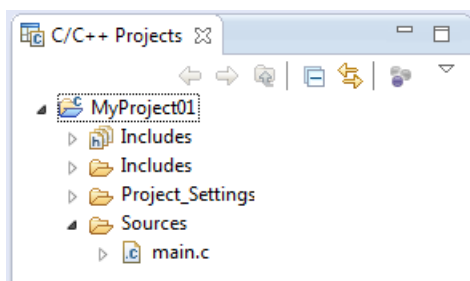 C/C++ Projects
MyProject01
Includes
Includes
Project_Settings
Sources
main.c